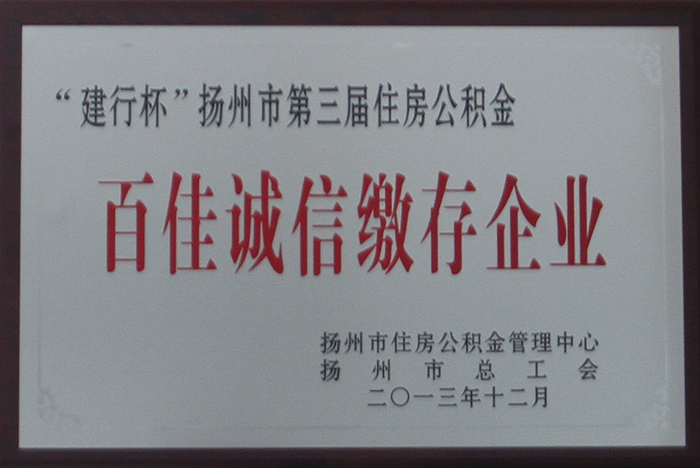 “建行杯”扬州市第三届住房公积金
百佳诚信缴存企业
扬州市住房公积金管理中心
扬州市总工会
二〇一三年十二月